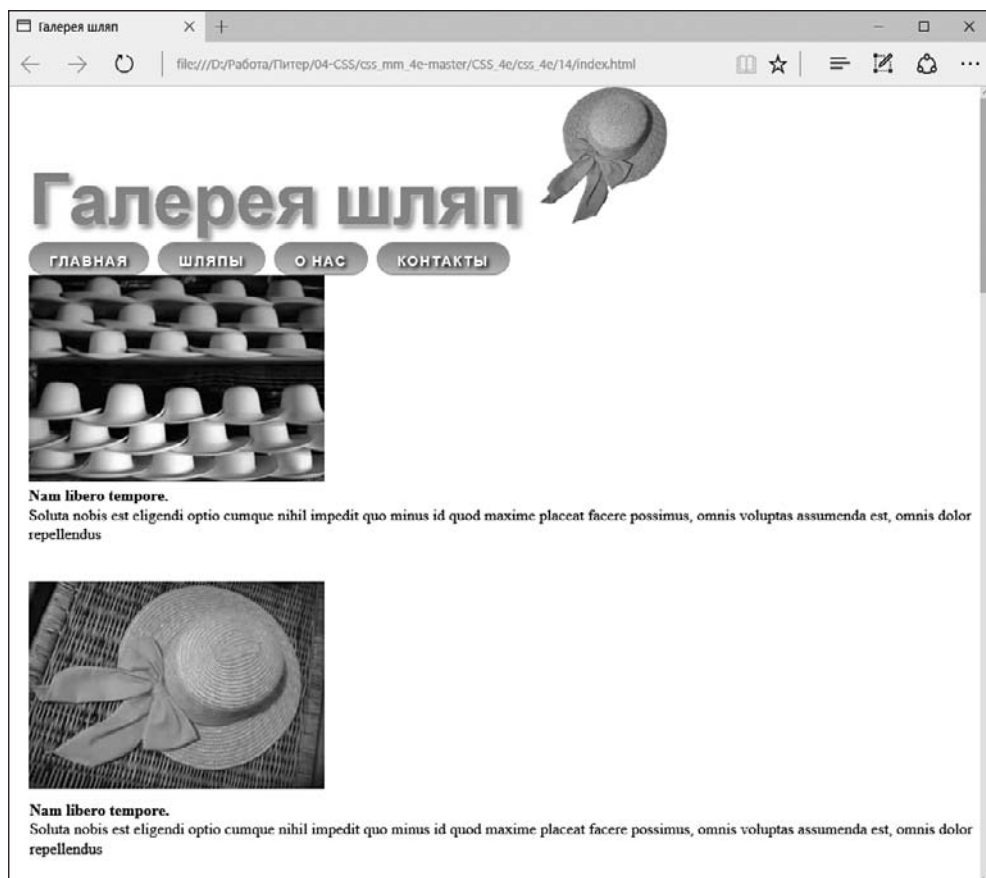 Галерея шляп
file:///D:/Работа/Питер/04-CSS/css_mm_4e-master/CSS_4e/css_4e/14/index.html
Галерея шляп
ГЛАВНАЯ ШЛЯПЫ О НАС КОНТАКТЫ
Nam libero tempore.
Soluta nobis est eligendi optio cumque nihil impedit quo minus id quod maxime placeat facere possimus, omnis voluptas assumenda est, omnis dolor
repellendus
Nam libero tempore.
Soluta nobis est eligendi optio cumque nihil impedit quo minus id quod maxime placeat facere possimus, omnis voluptas assumenda est, omnis dolor
repellendus